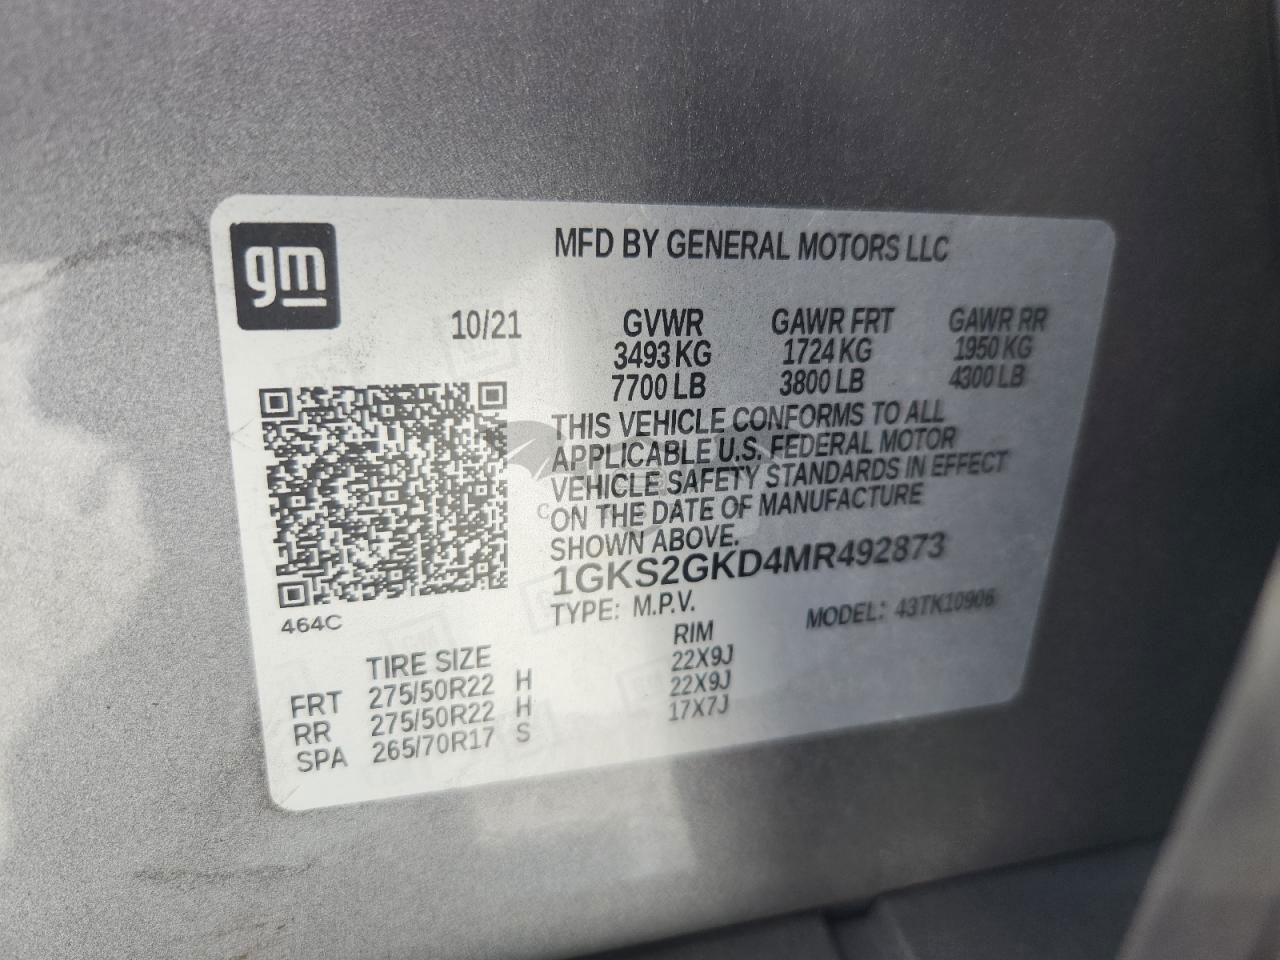 gm
MFD BY GENERAL MOTORS LLC
10/21
GVWR GAWR FRT GAWR RR
3493 KG 1724 KG 1950 KG
7700 LB 3800 LB 4300 LB
THIS VEHICLE CONFORMS TO ALL
APPLICABLE U.S. FEDERAL MOTOR
VEHICLE SAFETY STANDARDS IN EFFECT
ON THE DATE OF MANUFACTURE
SHOWN ABOVE.
1GKS2GKD4MR492873
464C
TYPE: M.P.V. MODEL: 43TK10906
TIRE SIZE RIM
FRT 275/50R22 H 22X9J
RR 275/50R22 H 22X9J
SPA 265/70R17 S 17X7J